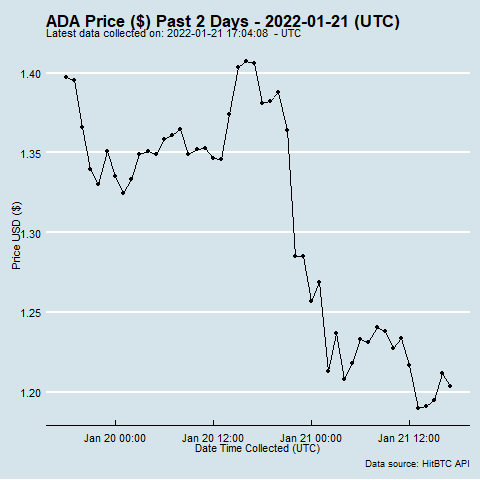 ADA Price ($) Past 2 Days - 2022-01-21 (UTC)
Latest data collected on: 2022-01-21 17:04:08 - UTC
1.40
1.35
1.30
1.25
1.20
Price USD ($)
Jan 20 00:00 Jan 20 12:00 Jan 21 00:00 Jan 21 12:00
Date Time Collected (UTC)
Data source: HitBTC API